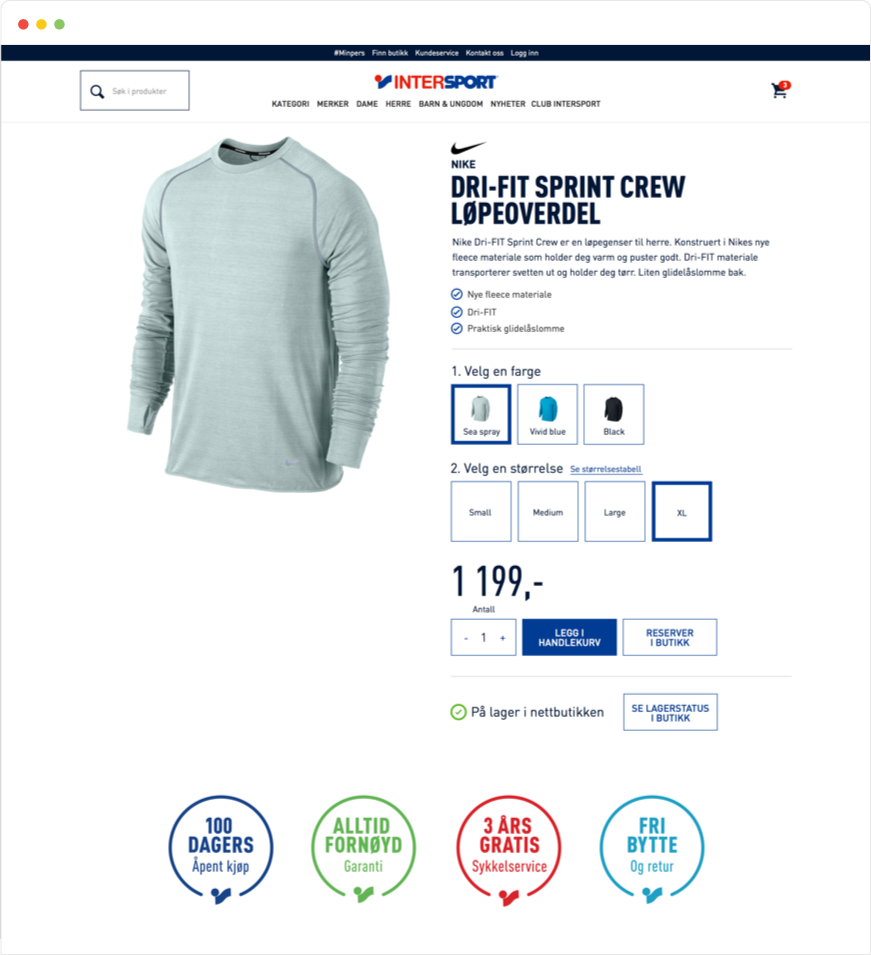 #Minpers Finn butikk Kundeservice Kontakt oss Logg inn
Søk i produkter
INTERSPORT
3
KATEGORI MERKER DAME HERRE BARN & UNGDOM NYHETER CLUB INTERSPORT
NIKE
DRI-FIT SPRINT CREW
LØPEOVERDEL
Nike Dri-FIT Sprint Crew er en løpegenser til herre. Konstruert i Nikes nye
fleece materiale som holder deg varm og puster godt. Dri-FIT materiale
transporterer svetten ut og holder deg tørr. Liten glidelåslomme bak.
Nye fleece materiale
Dri-FIT
Praktisk glidelåslomme
1. Velg en farge
Sea spray Vivid blue Black
2. Velg en størrelse Se størrelsestabell
Small Medium Large XL
1 199,-
Antall
- 1 +
LEGG I
HANDLEKURV
RESERVER
I BUTIKK
På lager i nettbutikken
SE LAGERSTATUS
I BUTIKK
100
DAGERS
Åpent kjøp
ALLTID
FORNØYD
Garanti
3 ÅRS
GRATIS
Sykkelservice
FRI
BYTTE
Og retur